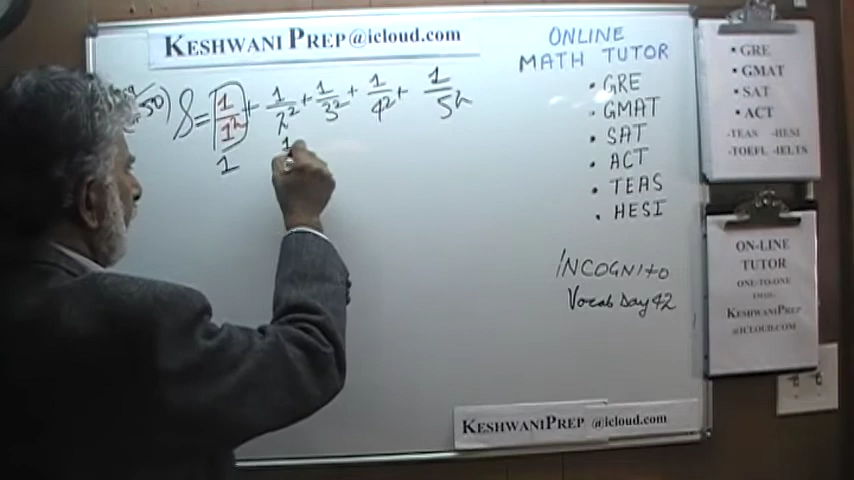 KESHWANI PREP@icloud.com
50)
S = 1/1² + 1/2² + 1/3² + 1/4² + 1/5²
1
1
ONLINE
MATH TUTOR
• GRE
• GMAT
• SAT
• ACT
• TEAS
• HESI
INCOGNITO
Vocab Day 42
KESHWANIPREP @icloud.com
• GRE
• GMAT
• SAT
• ACT
-TEAS -HESI
-TOEFL -IELTS
ON-LINE
TUTOR
ONE-TO-ONE
KESHWANIPREP
@ICLOUD.COM